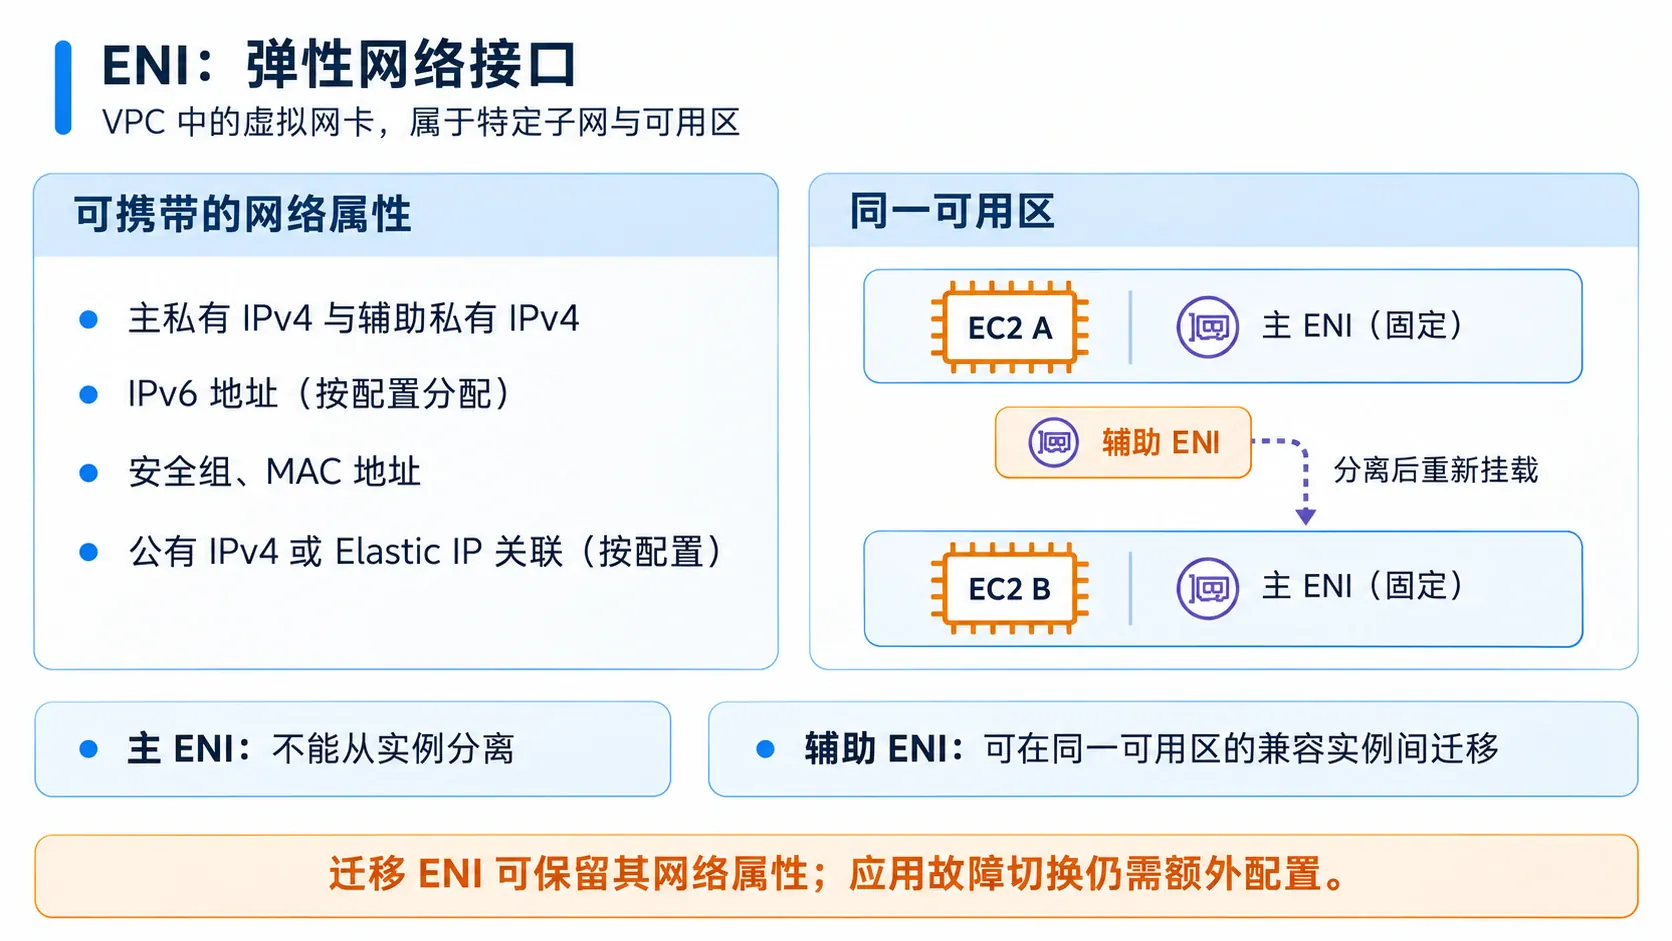 ENI：弹性网络接口
VPC 中的虚拟网卡，属于特定子网与可用区
可携带的网络属性
主私有 IPv4 与辅助私有 IPv4
IPv6 地址（按配置分配）
安全组、MAC 地址
公有 IPv4 或 Elastic IP 关联（按配置）
同一可用区
EC2 A
主 ENI（固定）
辅助 ENI
分离后重新挂载
EC2 B
主 ENI（固定）
主 ENI：不能从实例分离
辅助 ENI：可在同一可用区的兼容实例间迁移
迁移 ENI 可保留其网络属性；应用故障切换仍需额外配置。